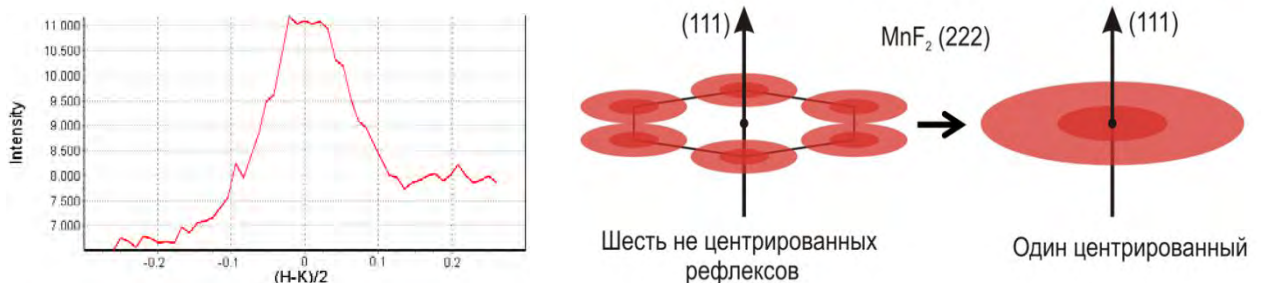 11 000
10 500
10 000
9 500
9 000
8 500
8 000
7 500
7 000
Intensity
-0.2
-0.1
0
0.1
0.2
(H-K)/2
(111)
MnF₂ (222)
(111)
Шесть не центрированных
рефлексов
Один центрированный